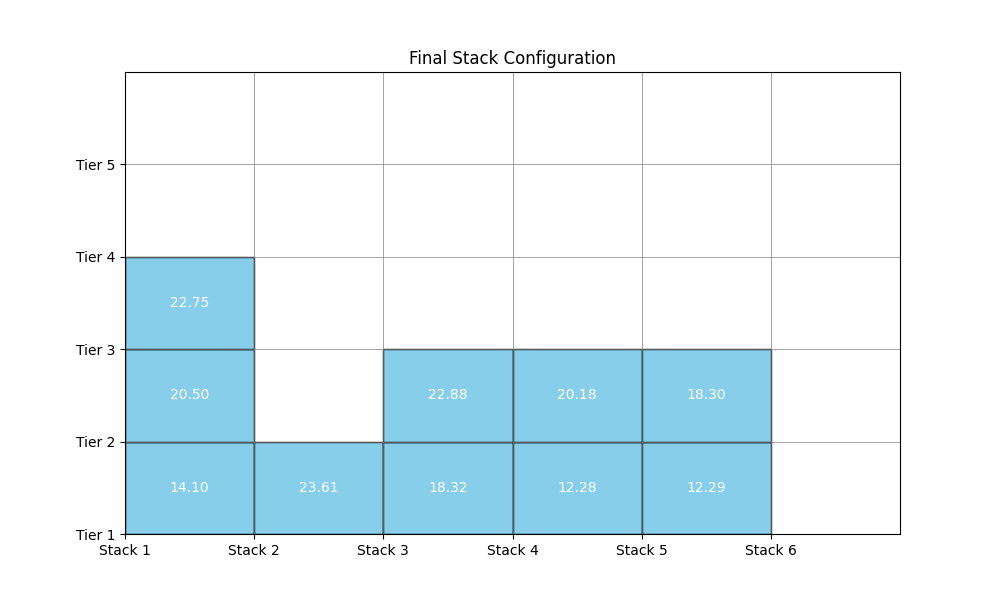 Final Stack Configuration
Tier 5
Tier 4
22.75
Tier 3
20.50 22.88 20.18 18.30
Tier 2
14.10 23.61 18.32 12.28 12.29
Tier 1
Stack 1 Stack 2 Stack 3 Stack 4 Stack 5 Stack 6